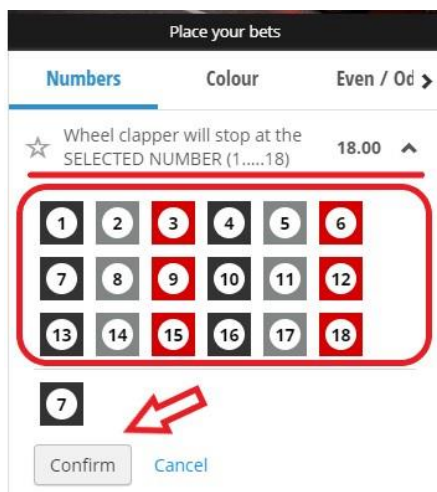 Place your bets
Numbers Colour Even / Od
Wheel clapper will stop at the
SELECTED NUMBER (1.....18) 18.00
1 2 3 4 5 6
7 8 9 10 11 12
13 14 15 16 17 18
7
Confirm Cancel